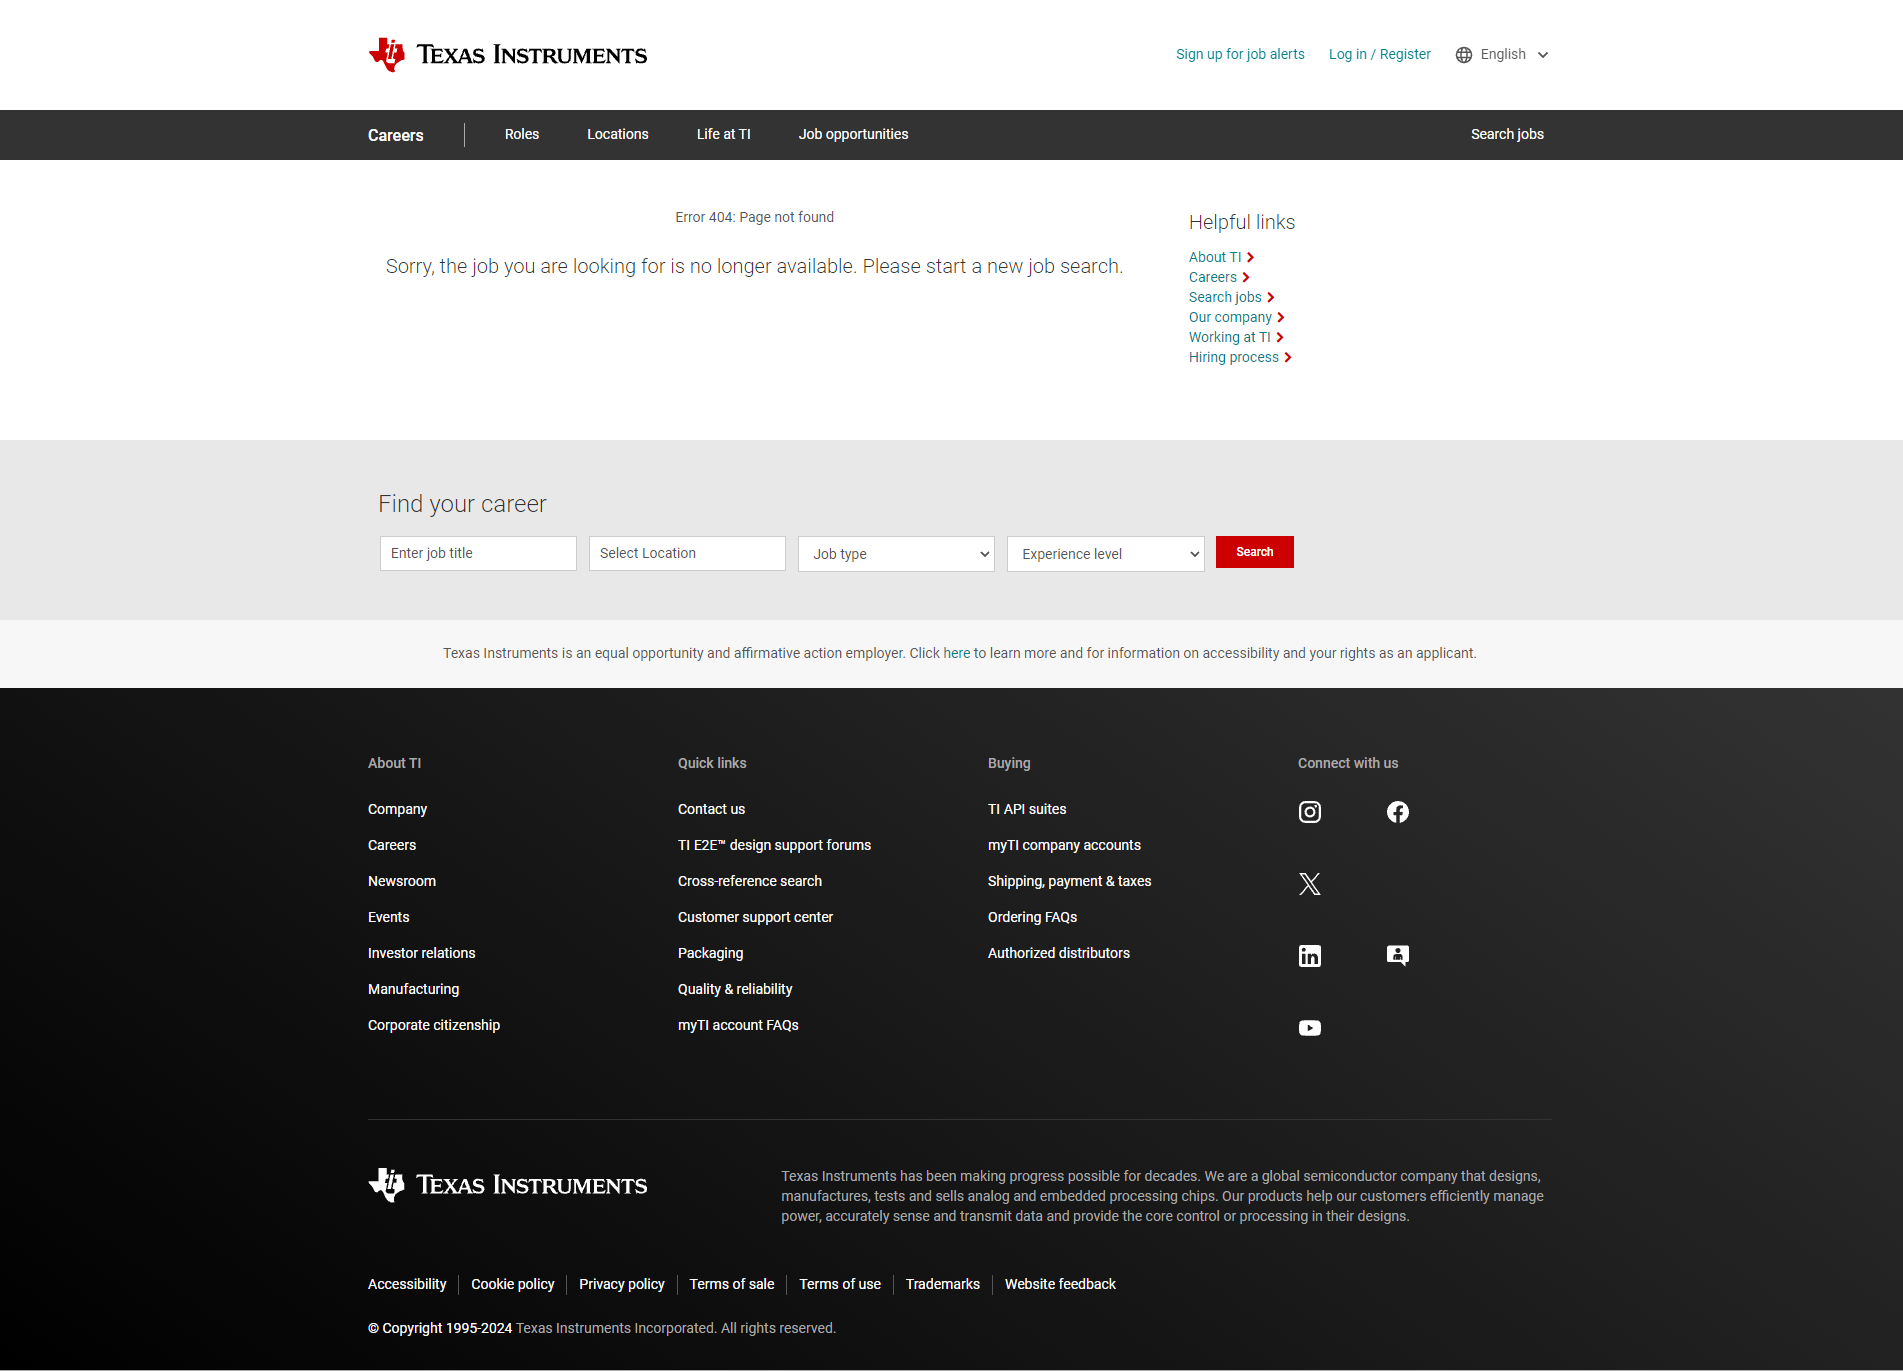 TEXAS INSTRUMENTS
Sign up for job alerts
Log in / Register
English
Careers
Roles
Locations
Life at TI
Job opportunities
Search jobs
Error 404: Page not found
Sorry, the job you are looking for is no longer available. Please start a new job search.
Helpful links
About TI
Careers
Search jobs
Our company
Working at TI
Hiring process
Find your career
Enter job title
Select Location
Job type
Experience level
Search
Texas Instruments is an equal opportunity and affirmative action employer. Click here to learn more and for information on accessibility and your rights as an applicant.
About TI
Company
Careers
Newsroom
Events
Investor relations
Manufacturing
Corporate citizenship
Quick links
Contact us
TI E2E™ design support forums
Cross-reference search
Customer support center
Packaging
Quality & reliability
myTI account FAQs
Buying
TI API suites
myTI company accounts
Shipping, payment & taxes
Ordering FAQs
Authorized distributors
Connect with us
TEXAS INSTRUMENTS
Texas Instruments has been making progress possible for decades. We are a global semiconductor company that designs,
manufactures, tests and sells analog and embedded processing chips. Our products help our customers efficiently manage
power, accurately sense and transmit data and provide the core control or processing in their designs.
Accessibility
Cookie policy
Privacy policy
Terms of sale
Terms of use
Trademarks
Website feedback
© Copyright 1995-2024 Texas Instruments Incorporated. All rights reserved.